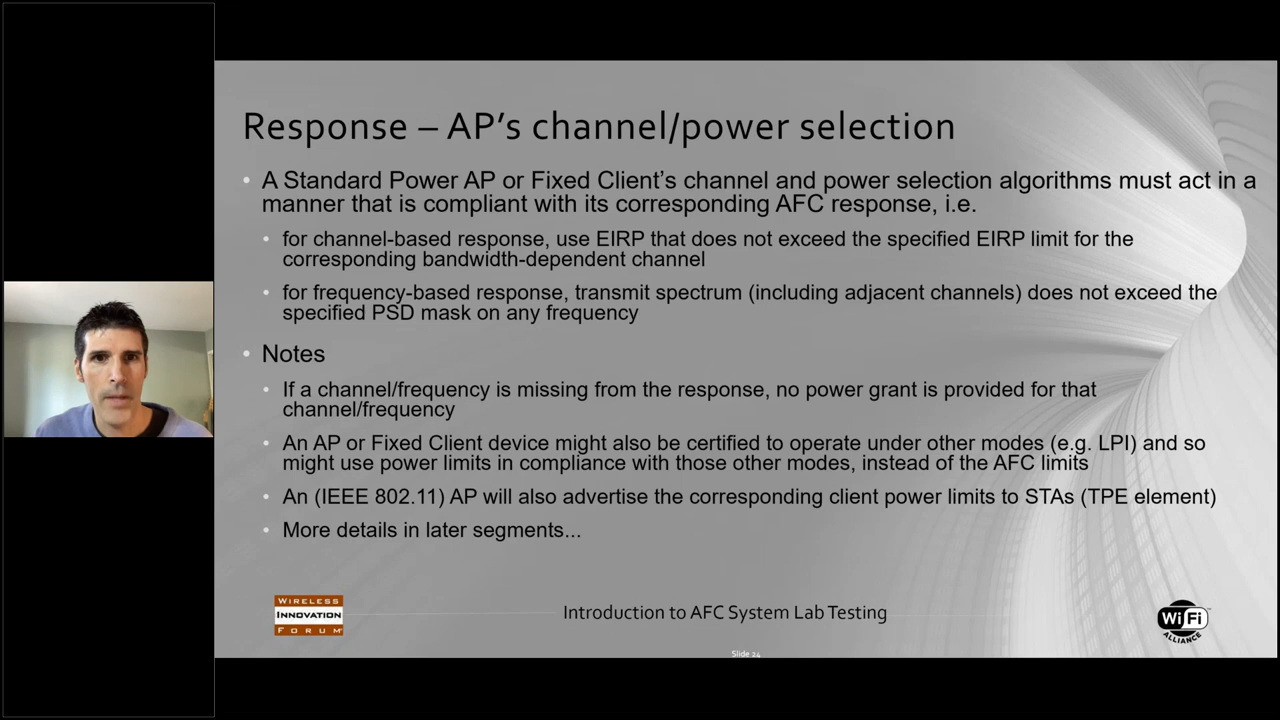 Response – AP’s channel/power selection
• A Standard Power AP or Fixed Client’s channel and power selection algorithms must act in a
manner that is compliant with its corresponding AFC response, i.e.
• for channel-based response, use EIRP that does not exceed the specified EIRP limit for the
corresponding bandwidth-dependent channel
• for frequency-based response, transmit spectrum (including adjacent channels) does not exceed the
specified PSD mask on any frequency
• Notes
• If a channel/frequency is missing from the response, no power grant is provided for that
channel/frequency
• An AP or Fixed Client device might also be certified to operate under other modes (e.g. LPI) and so
might use power limits in compliance with those other modes, instead of the AFC limits
• An (IEEE 802.11) AP will also advertise the corresponding client power limits to STAs (TPE element)
• More details in later segments...
WIRELESS
INNOVATION
FORUM
Introduction to AFC System Lab Testing
Wi Fi
ALLIANCE
Slide 24